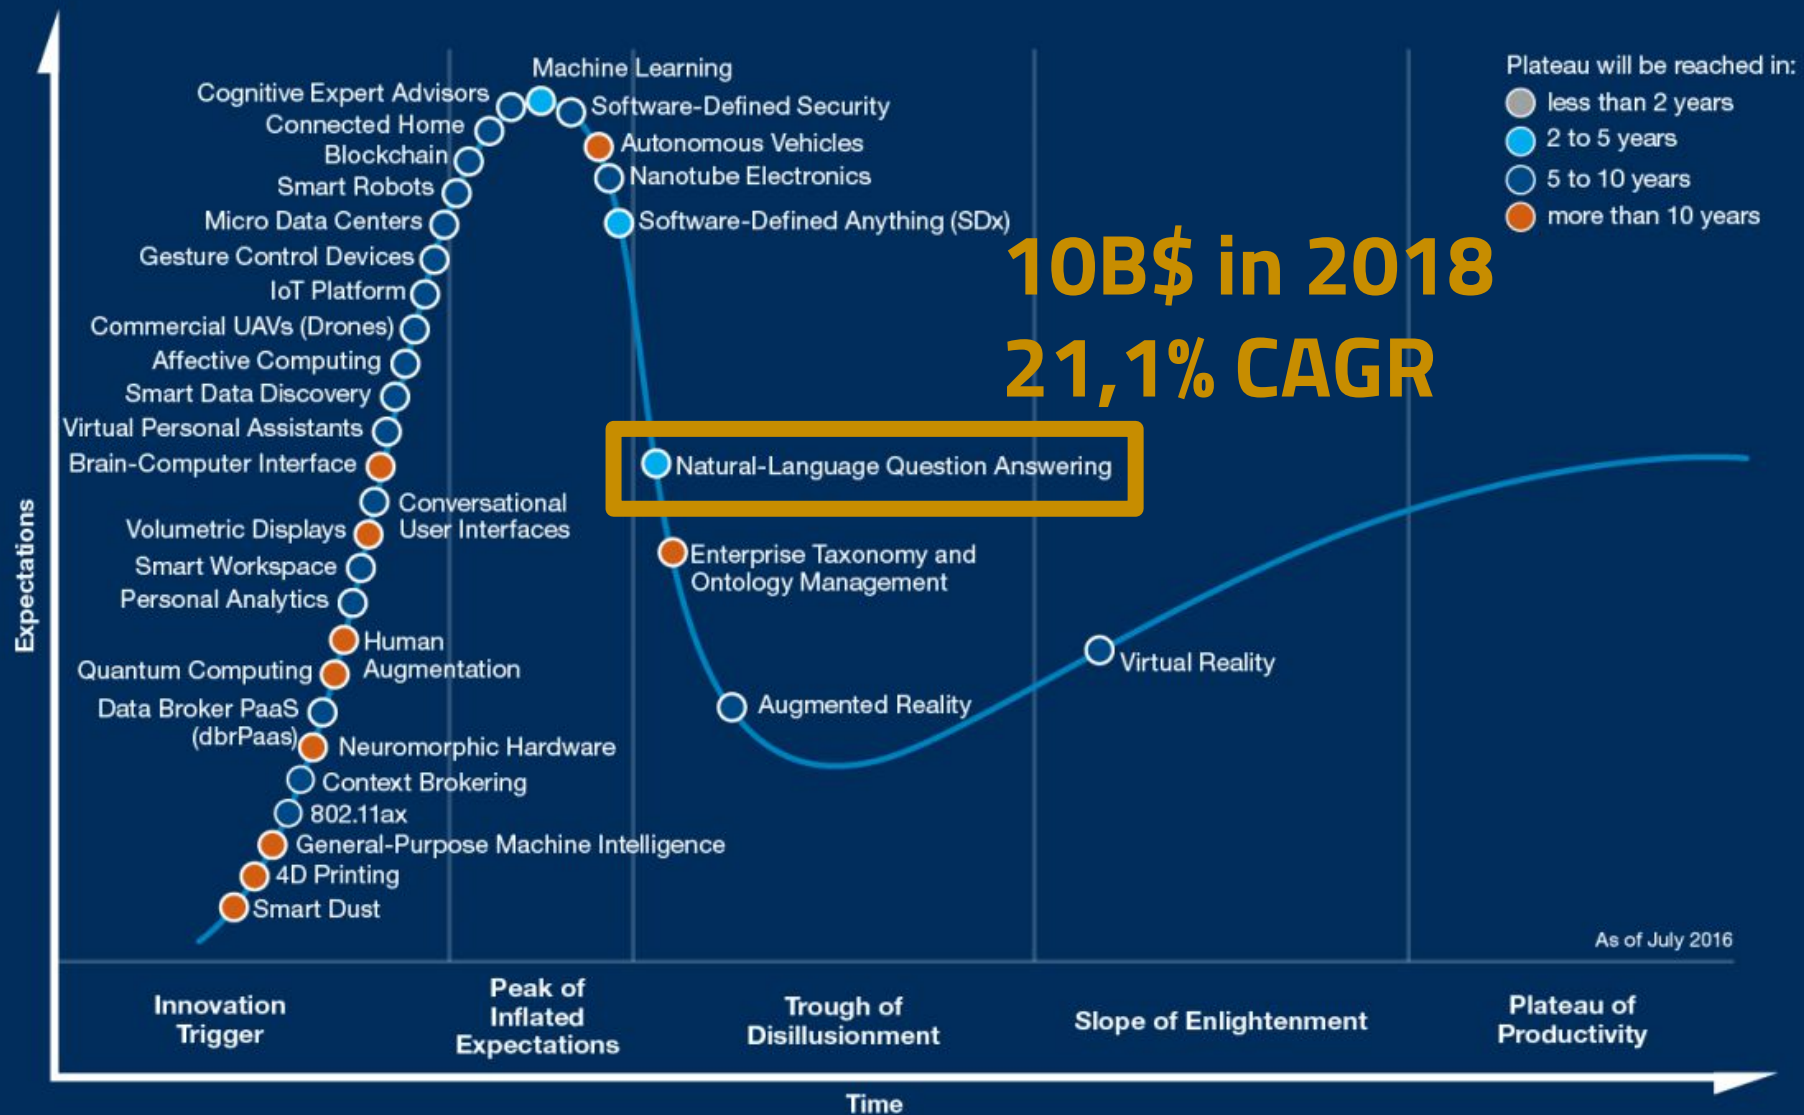 Machine Learning
Cognitive Expert Advisors
Software-Defined Security
Connected Home
Autonomous Vehicles
Blockchain
Nanotube Electronics
Smart Robots
Micro Data Centers
Software-Defined Anything (SDx)
Gesture Control Devices
IoT Platform
Commercial UAVs (Drones)
Affective Computing
Smart Data Discovery
Virtual Personal Assistants
Brain-Computer Interface
Conversational
User Interfaces
Volumetric Displays
Smart Workspace
Personal Analytics
Human
Augmentation
Quantum Computing
Data Broker PaaS
(dbrPaas)
Neuromorphic Hardware
Context Brokering
802.11ax
General-Purpose Machine Intelligence
4D Printing
Smart Dust
10B$ in 2018
21,1% CAGR
Natural-Language Question Answering
Enterprise Taxonomy and
Ontology Management
Augmented Reality
Virtual Reality
Plateau will be reached in:
less than 2 years
2 to 5 years
5 to 10 years
more than 10 years
As of July 2016
Expectations
Innovation
Trigger
Peak of
Inflated
Expectations
Trough of
Disillusionment
Slope of Enlightenment
Plateau of
Productivity
Time